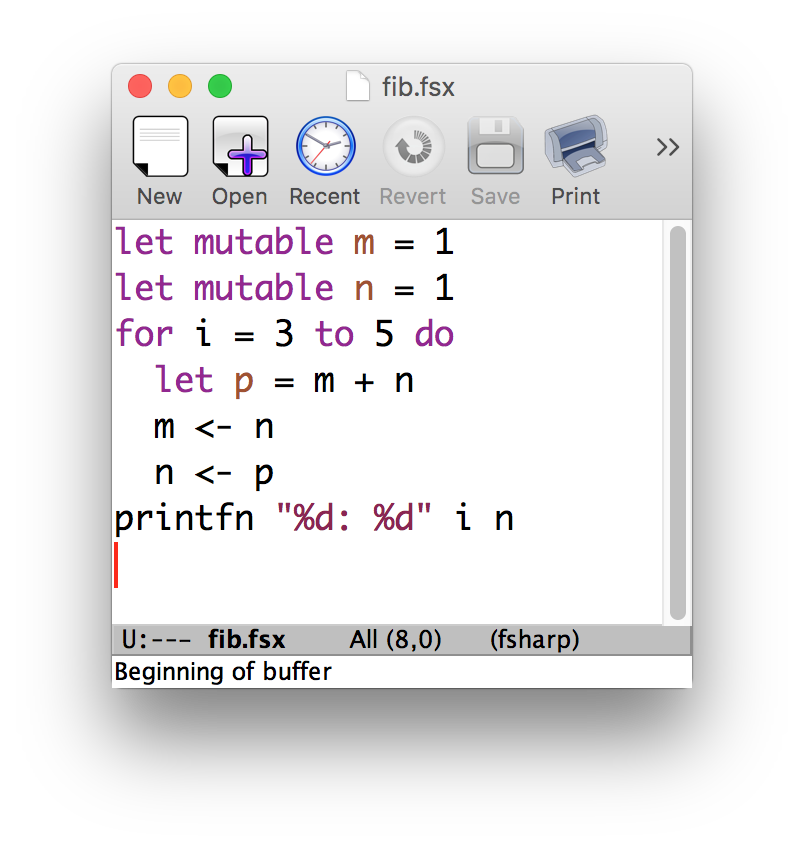 fib.fsx
New Open Recent Revert Save Print
let mutable m = 1
let mutable n = 1
for i = 3 to 5 do
  let p = m + n
  m <- n
  n <- p
printfn "%d: %d" i n
U:--- fib.fsx All (8,0) (fsharp)
Beginning of buffer